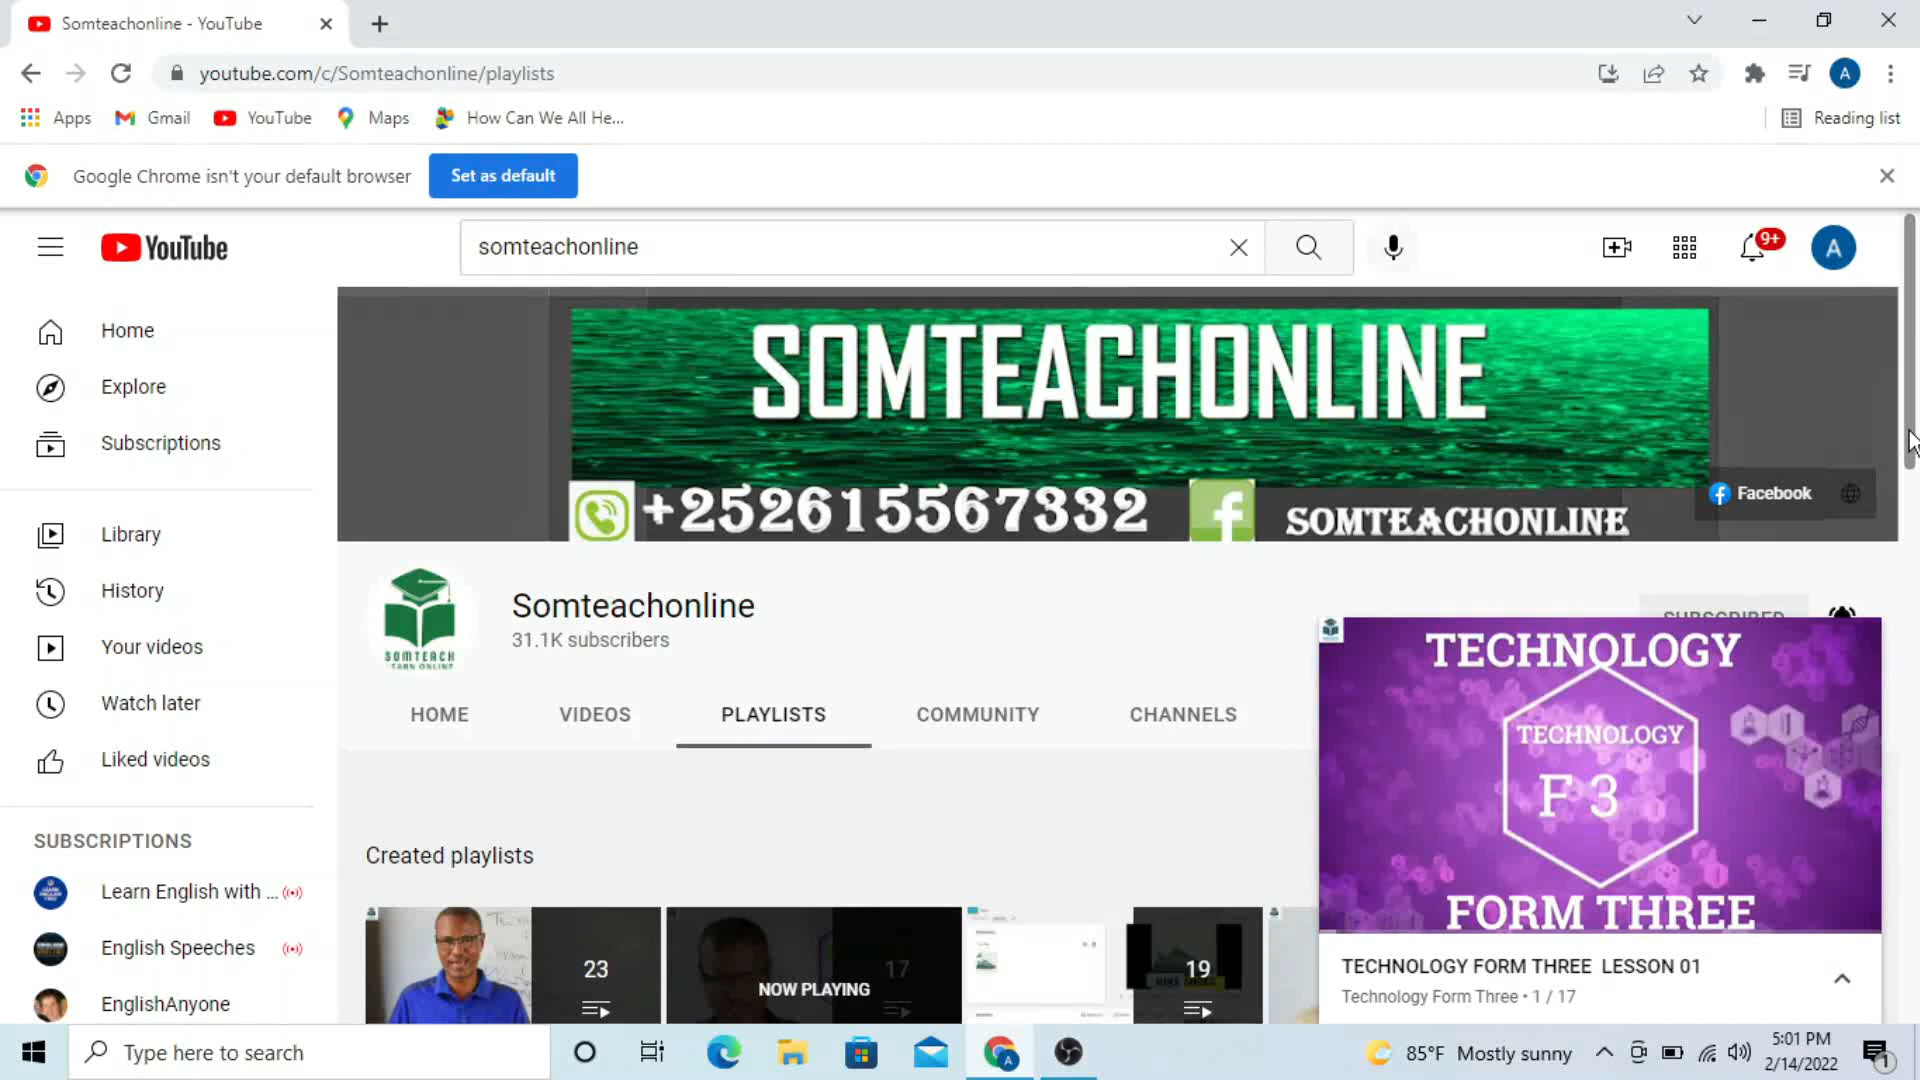 Somteachonline - YouTube
youtube.com/c/Somteachonline/playlists
A
Apps
Gmail
YouTube
Maps
How Can We All He...
Reading list
Google Chrome isn't your default browser
Set as default
YouTube
somteachonline
9+
A
Home
Explore
Subscriptions
Library
History
Your videos
Watch later
Liked videos
SUBSCRIPTIONS
Learn English with ...
English Speeches
EnglishAnyone
SOMTEACHONLINE
+252615567332
SOMTEACHONLINE
Facebook
SOMTEACH
Somteachonline
31.1K subscribers
SUBSCRIBED
HOME
VIDEOS
PLAYLISTS
COMMUNITY
CHANNELS
Created playlists
23
NOW PLAYING
17
19
TECHNOLOGY
TECHNOLOGY
F 3
FORM THREE
TECHNOLOGY FORM THREE LESSON 01
Technology Form Three • 1 / 17
Type here to search
A
85°F Mostly sunny
5:01 PM
2/14/2022
1